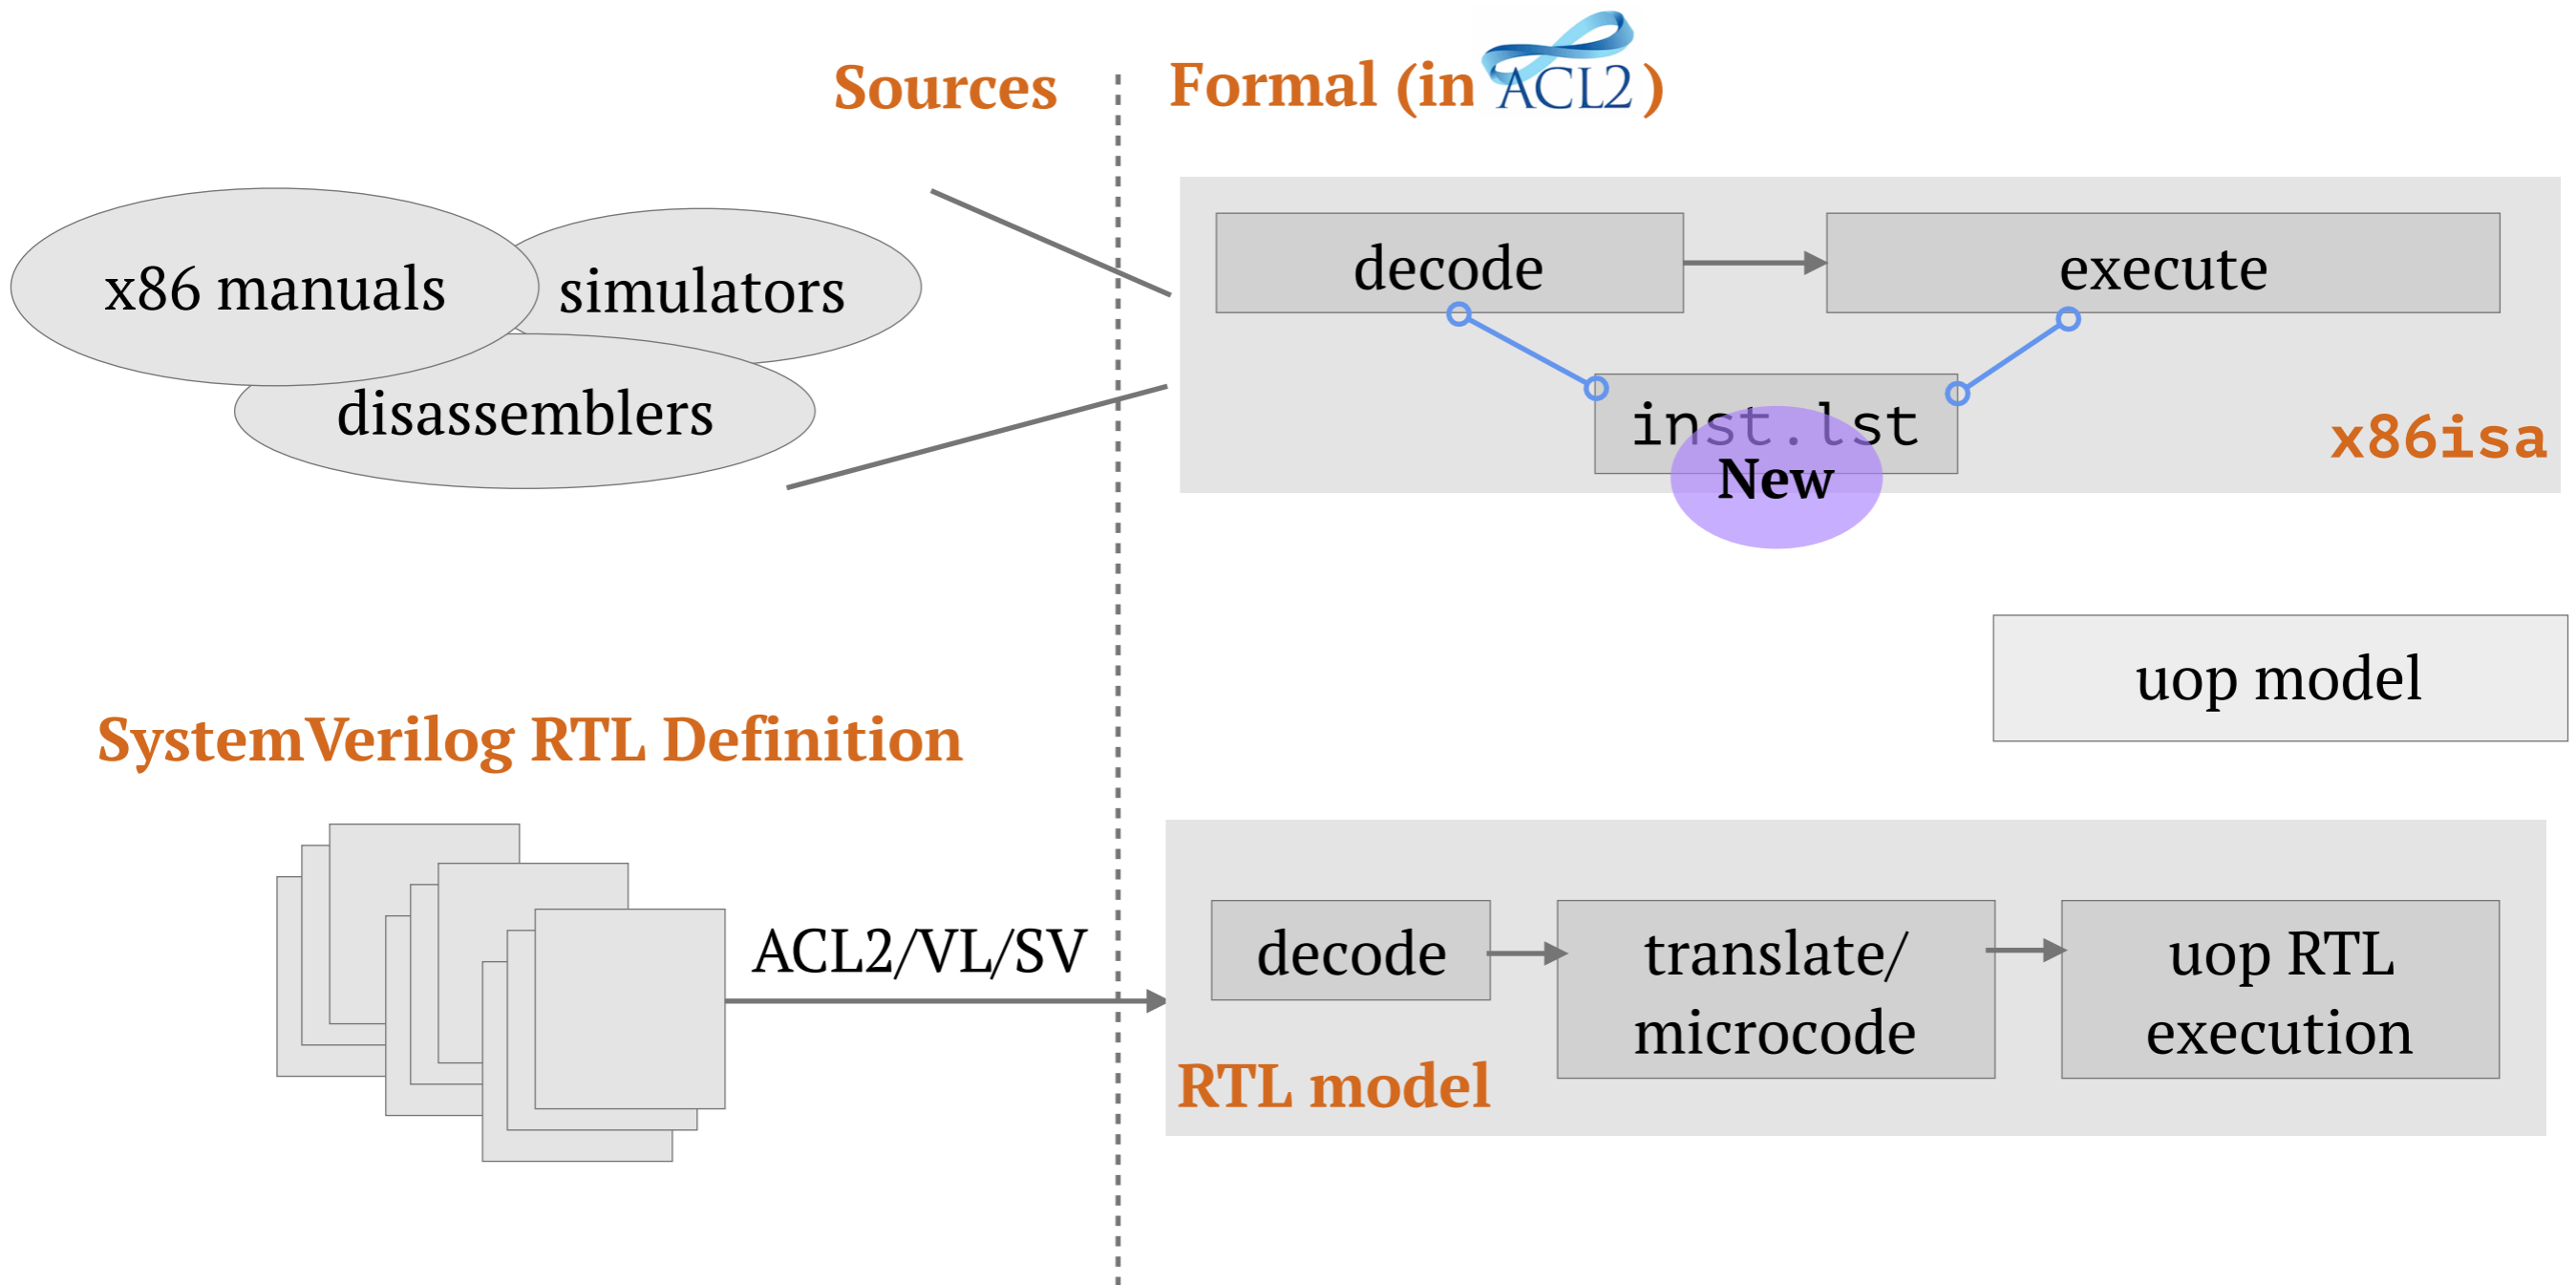 Sources
Formal (in ACL2 )
x86 manuals
simulators
disassemblers
decode
execute
inst.lst
New
x86isa
uop model
SystemVerilog RTL Definition
ACL2/VL/SV
decode
translate/
microcode
uop RTL
execution
RTL model